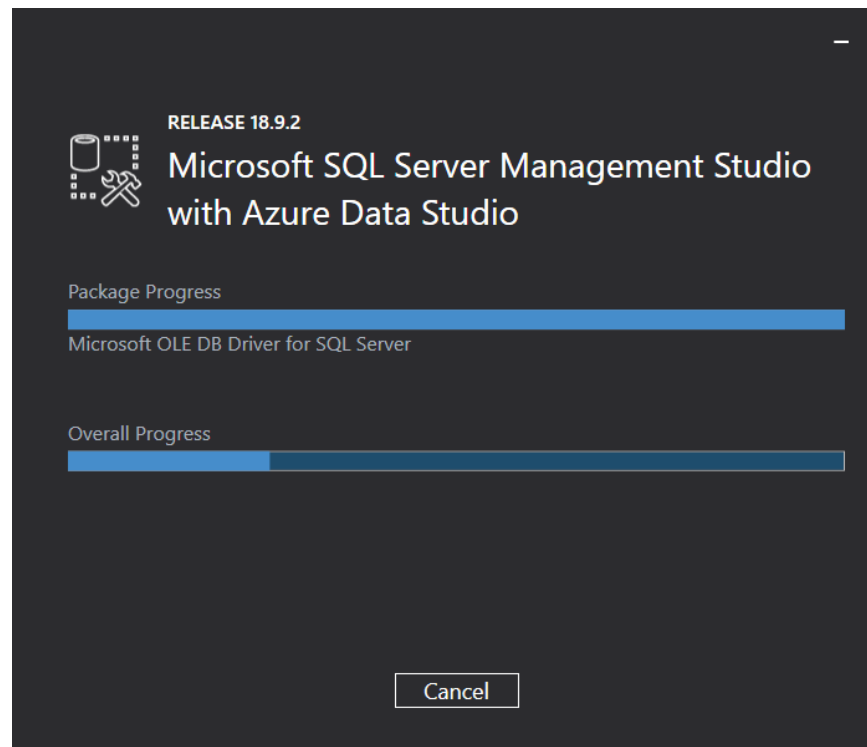 RELEASE 18.9.2
Microsoft SQL Server Management Studio
with Azure Data Studio
Package Progress
Microsoft OLE DB Driver for SQL Server
Overall Progress
Cancel